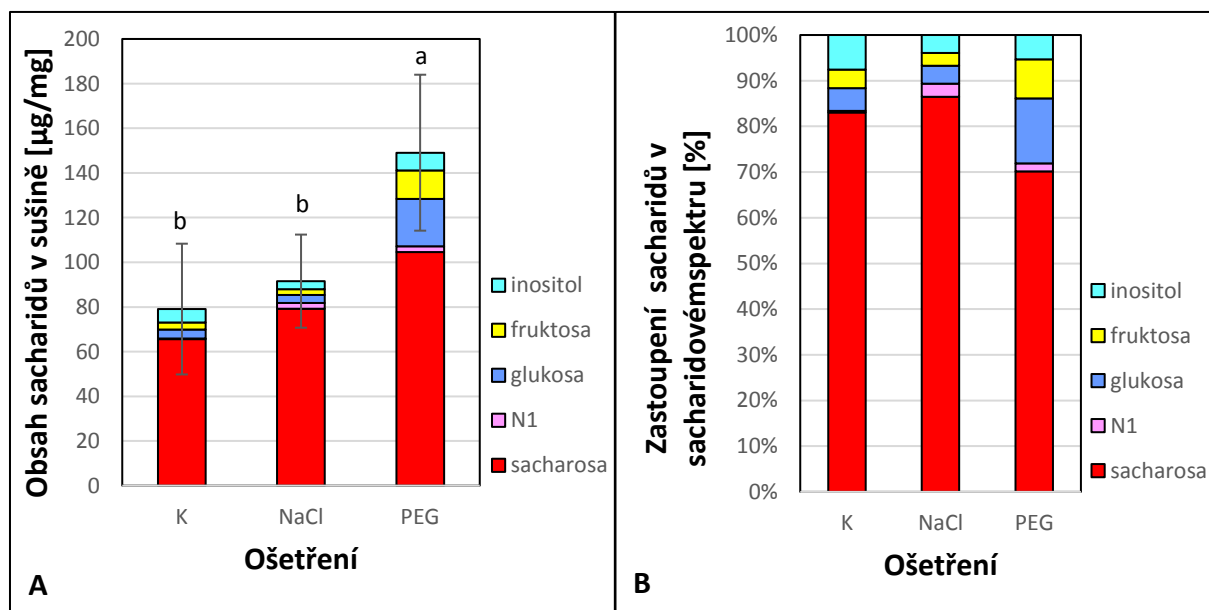 Obsah sacharidů v sušině [µg/mg]
200
180
160
140
120
100
80
60
40
20
0
b
b
a
K
NaCl
PEG
Ošetření
inositol
fruktosa
glukosa
N1
sacharosa
A
Zastoupení sacharidů v
sacharidovémspektru [%]
100%
90%
80%
70%
60%
50%
40%
30%
20%
10%
0%
K
NaCl
PEG
Ošetření
inositol
fruktosa
glukosa
N1
sacharosa
B